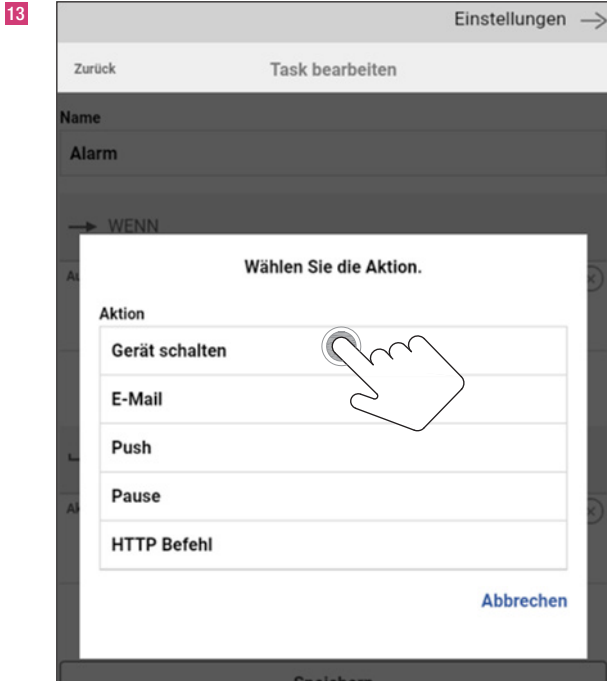 13
Einstellungen
Zurück Task bearbeiten
Name
Alarm
WENN
Wählen Sie die Aktion.
Aktion
Gerät schalten
E-Mail
Push
Pause
HTTP Befehl
Abbrechen
Speichern